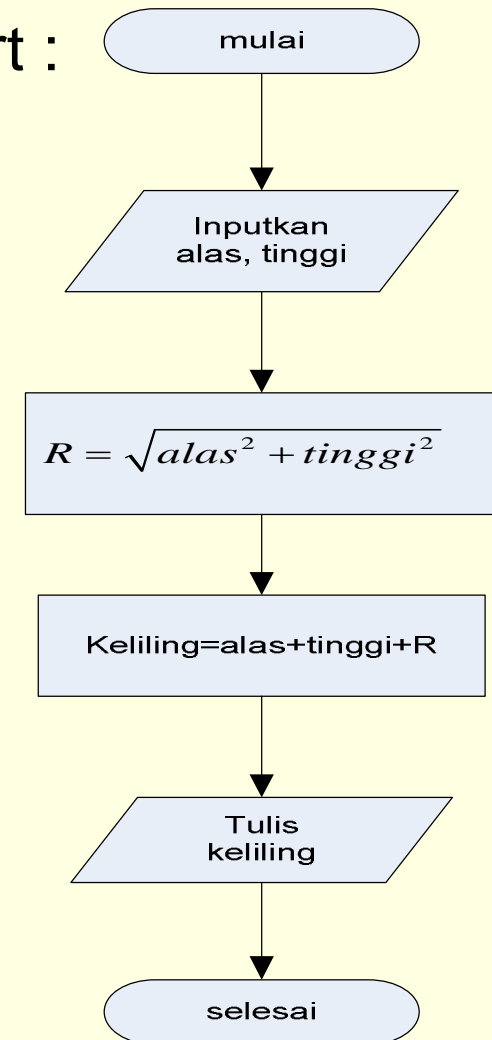 rt :
mulai
Inputkan
alas, tinggi
R = √alas² + tinggi²
Keliling=alas+tinggi+R
Tulis
keliling
selesai